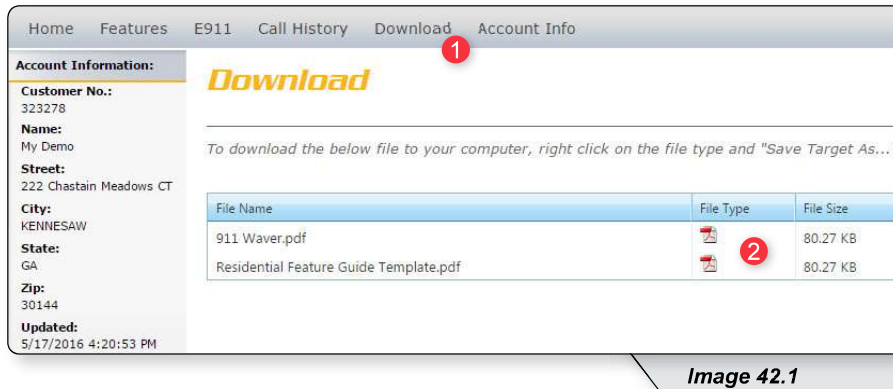 Home Features E911 Call History Download Account Info
1
Account Information:
Customer No.:
323278
Name:
My Demo
Street:
222 Chastain Meadows CT
City:
KENNESAW
State:
GA
Zip:
30144
Updated:
5/17/2016 4:20:53 PM
Download
To download the below file to your computer, right click on the file type and "Save Target As...
File Name File Type File Size
911 Waver.pdf 80.27 KB
2
Residential Feature Guide Template.pdf 80.27 KB
Image 42.1